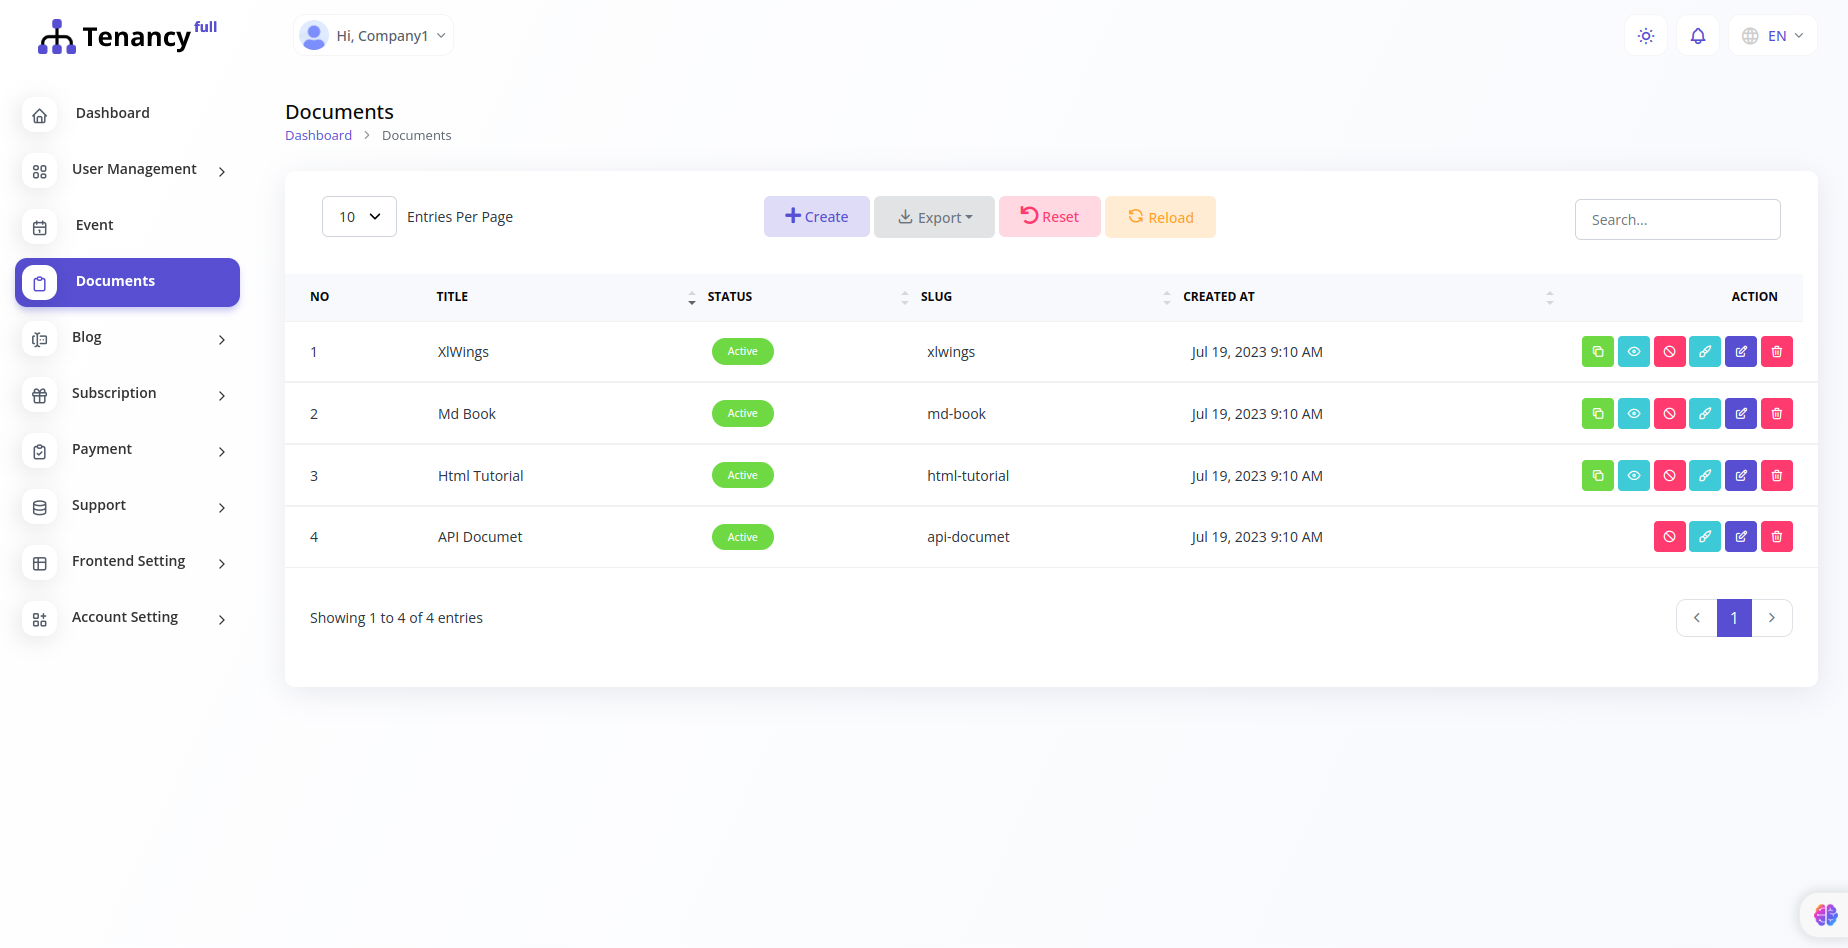 Tenancy full
Hi, Company1
EN
Dashboard
User Management
Event
Documents
Blog
Subscription
Payment
Support
Frontend Setting
Account Setting
Documents
Dashboard > Documents
10 Entries Per Page
Create Export Reset Reload
Search...
NO TITLE STATUS SLUG CREATED AT ACTION
1 XlWings Active xlwings Jul 19, 2023 9:10 AM
2 Md Book Active md-book Jul 19, 2023 9:10 AM
3 Html Tutorial Active html-tutorial Jul 19, 2023 9:10 AM
4 API Documet Active api-documet Jul 19, 2023 9:10 AM
Showing 1 to 4 of 4 entries
1